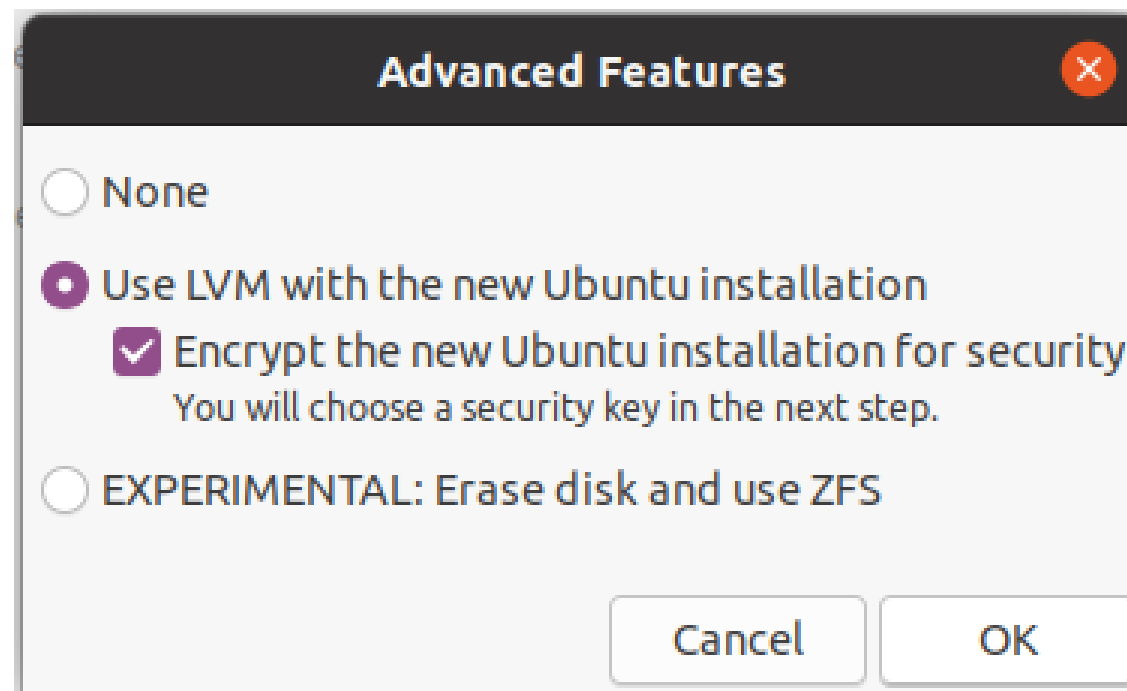 Advanced Features
None
Use LVM with the new Ubuntu installation
Encrypt the new Ubuntu installation for security
You will choose a security key in the next step.
EXPERIMENTAL: Erase disk and use ZFS
Cancel
OK